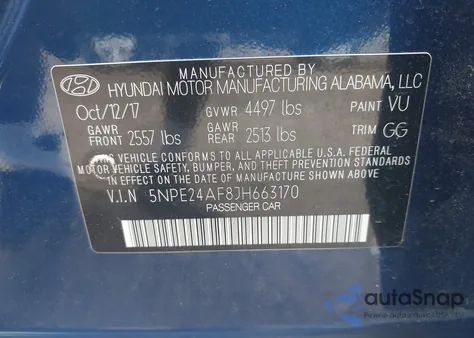 MANUFACTURED BY
HYUNDAI MOTOR MANUFACTURING ALABAMA, LLC
Oct/12/17 GVWR 4497 lbs PAINT VU
GAWR FRONT 2557 lbs GAWR REAR 2513 lbs TRIM GG
VEHICLE CONFORMS TO ALL APPLICABLE U.S. FEDERAL
MOTOR VEHICLE SAFETY, BUMPER, AND THEFT PREVENTION STANDARDS
IN EFFECT ON THE DATE OF MANUFACTURE SHOWN ABOVE.
V.I.N 5NPE24AF8JH663170
PASSENGER CAR
autoSnap